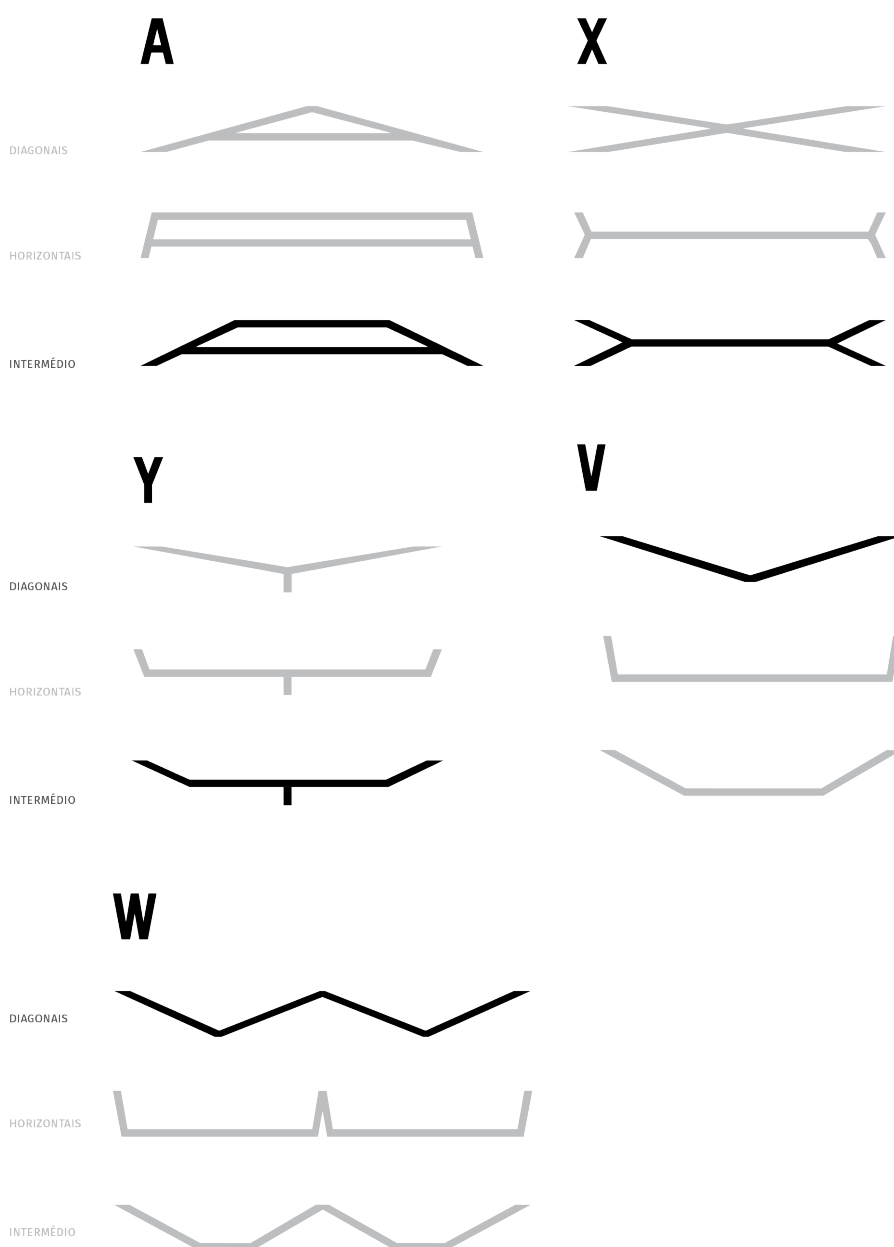 A X
DIAGONAIS
HORIZONTAIS
INTERMÉDIO
Y V
DIAGONAIS
HORIZONTAIS
INTERMÉDIO
W
DIAGONAIS
HORIZONTAIS
INTERMÉDIO